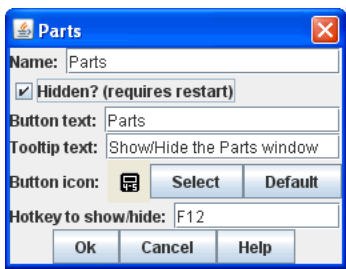 Parts
Name: Parts
Hidden? (requires restart)
Button text: Parts
Tooltip text: Show/Hide the Parts window
Button icon: Select Default
Hotkey to show/hide: F12
Ok Cancel Help